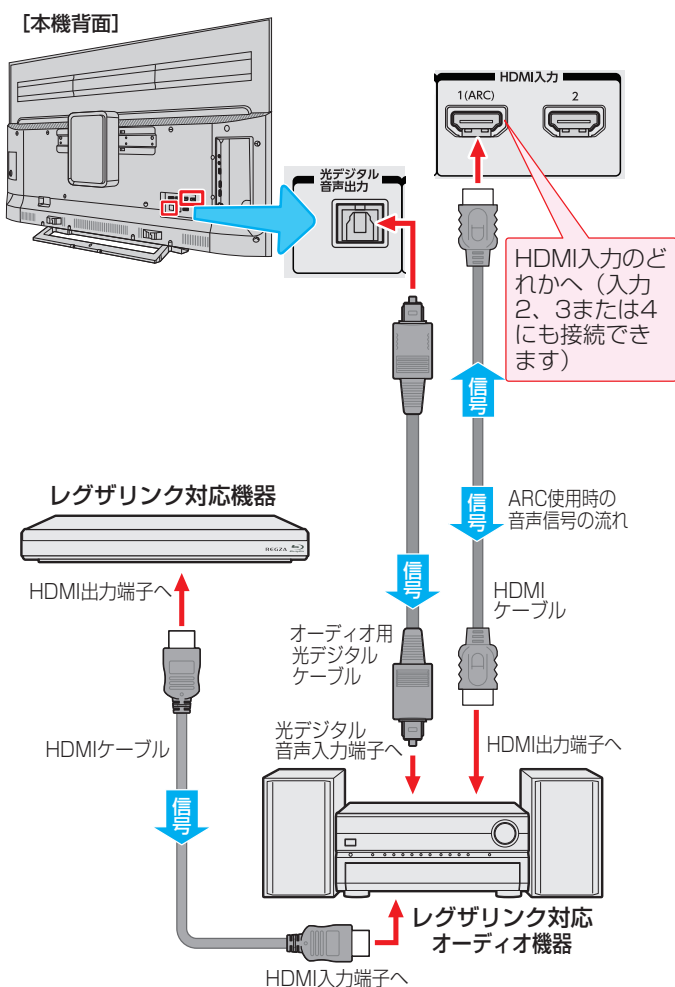 [本機背面]
HDMI入力
1(ARC)
2
光デジタル
音声出力
HDMI入力のど
れかへ（入力
2、3または4
にも接続でき
ます）
信号
信号
ARC使用時の
音声信号の流れ
レグザリンク対応機器
REGZA
HDMI出力端子へ
信号
HDMI
ケーブル
オーディオ用
光デジタル
ケーブル
光デジタル
音声入力端子へ
HDMI出力端子へ
HDMIケーブル
信号
レグザリンク対応
オーディオ機器
HDMI入力端子へ